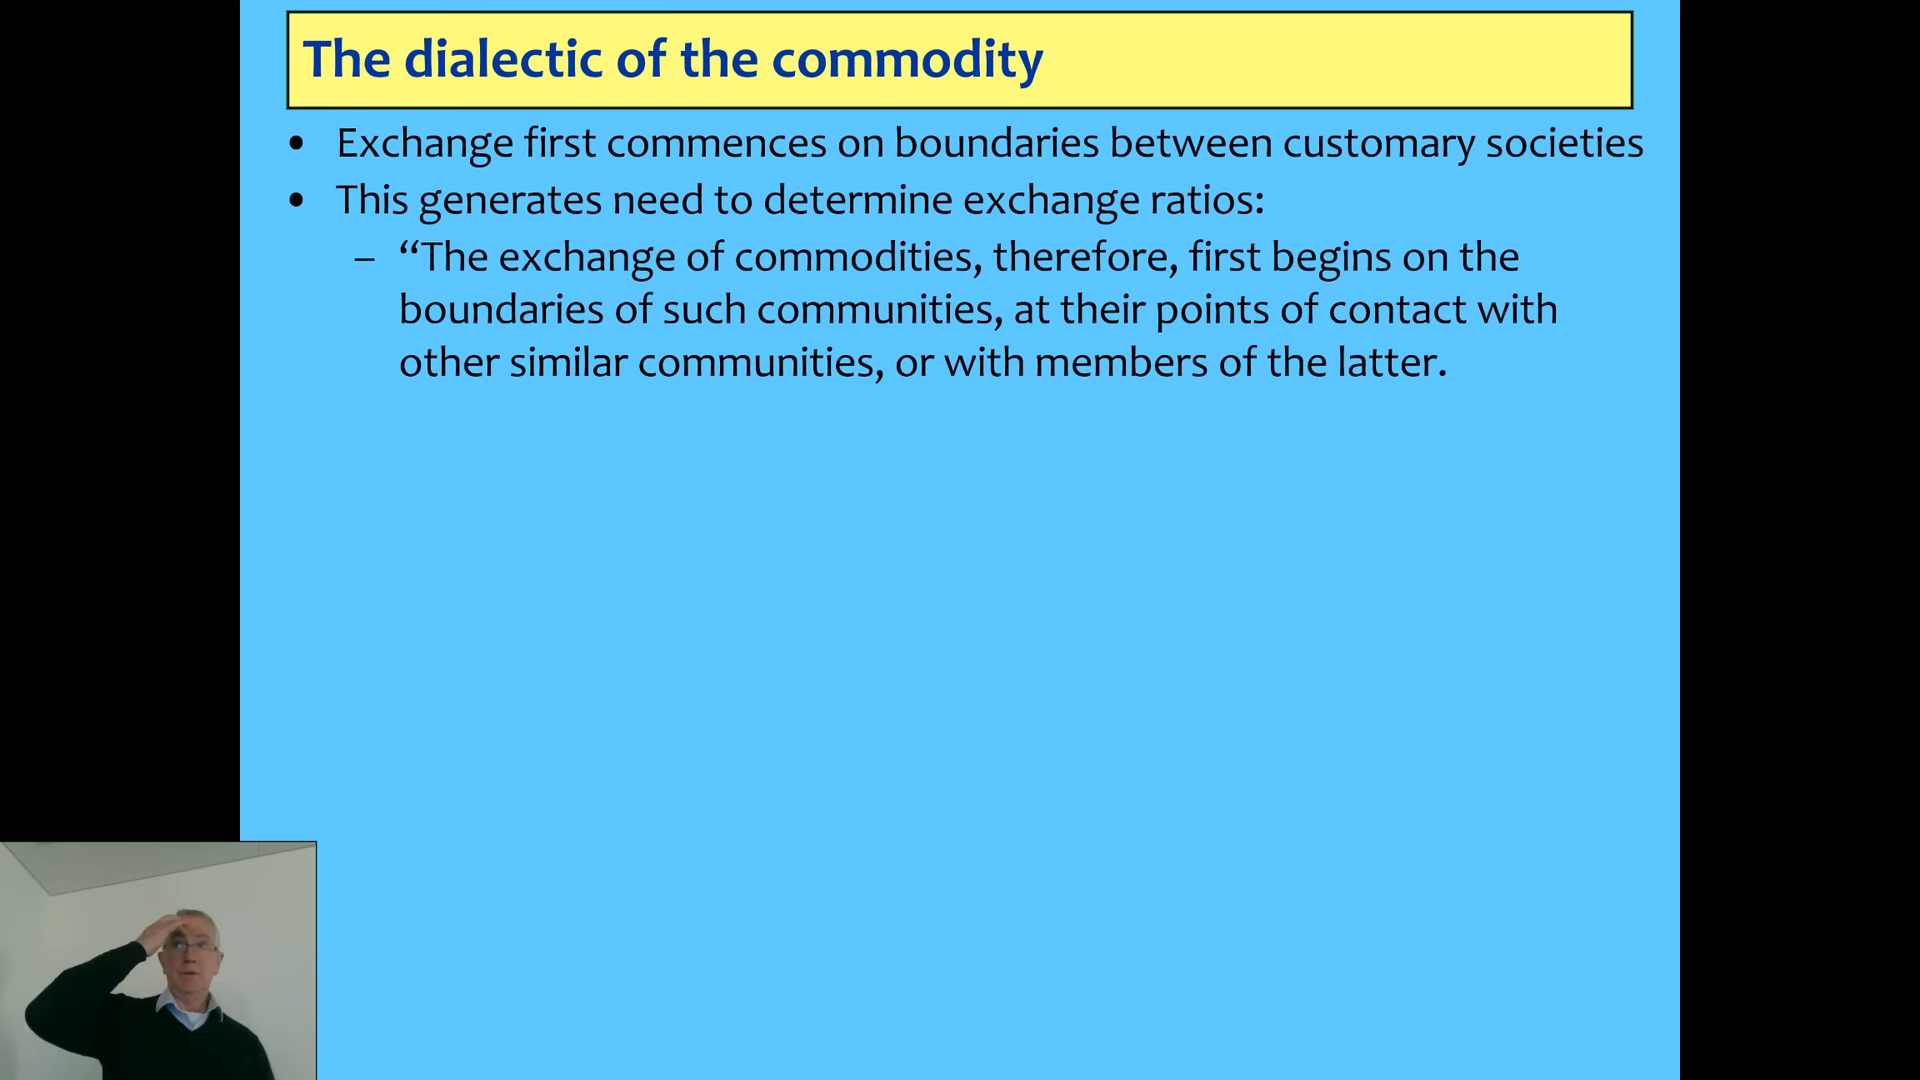 The dialectic of the commodity
• Exchange first commences on boundaries between customary societies
• This generates need to determine exchange ratios:
– “The exchange of commodities, therefore, first begins on the
boundaries of such communities, at their points of contact with
other similar communities, or with members of the latter.